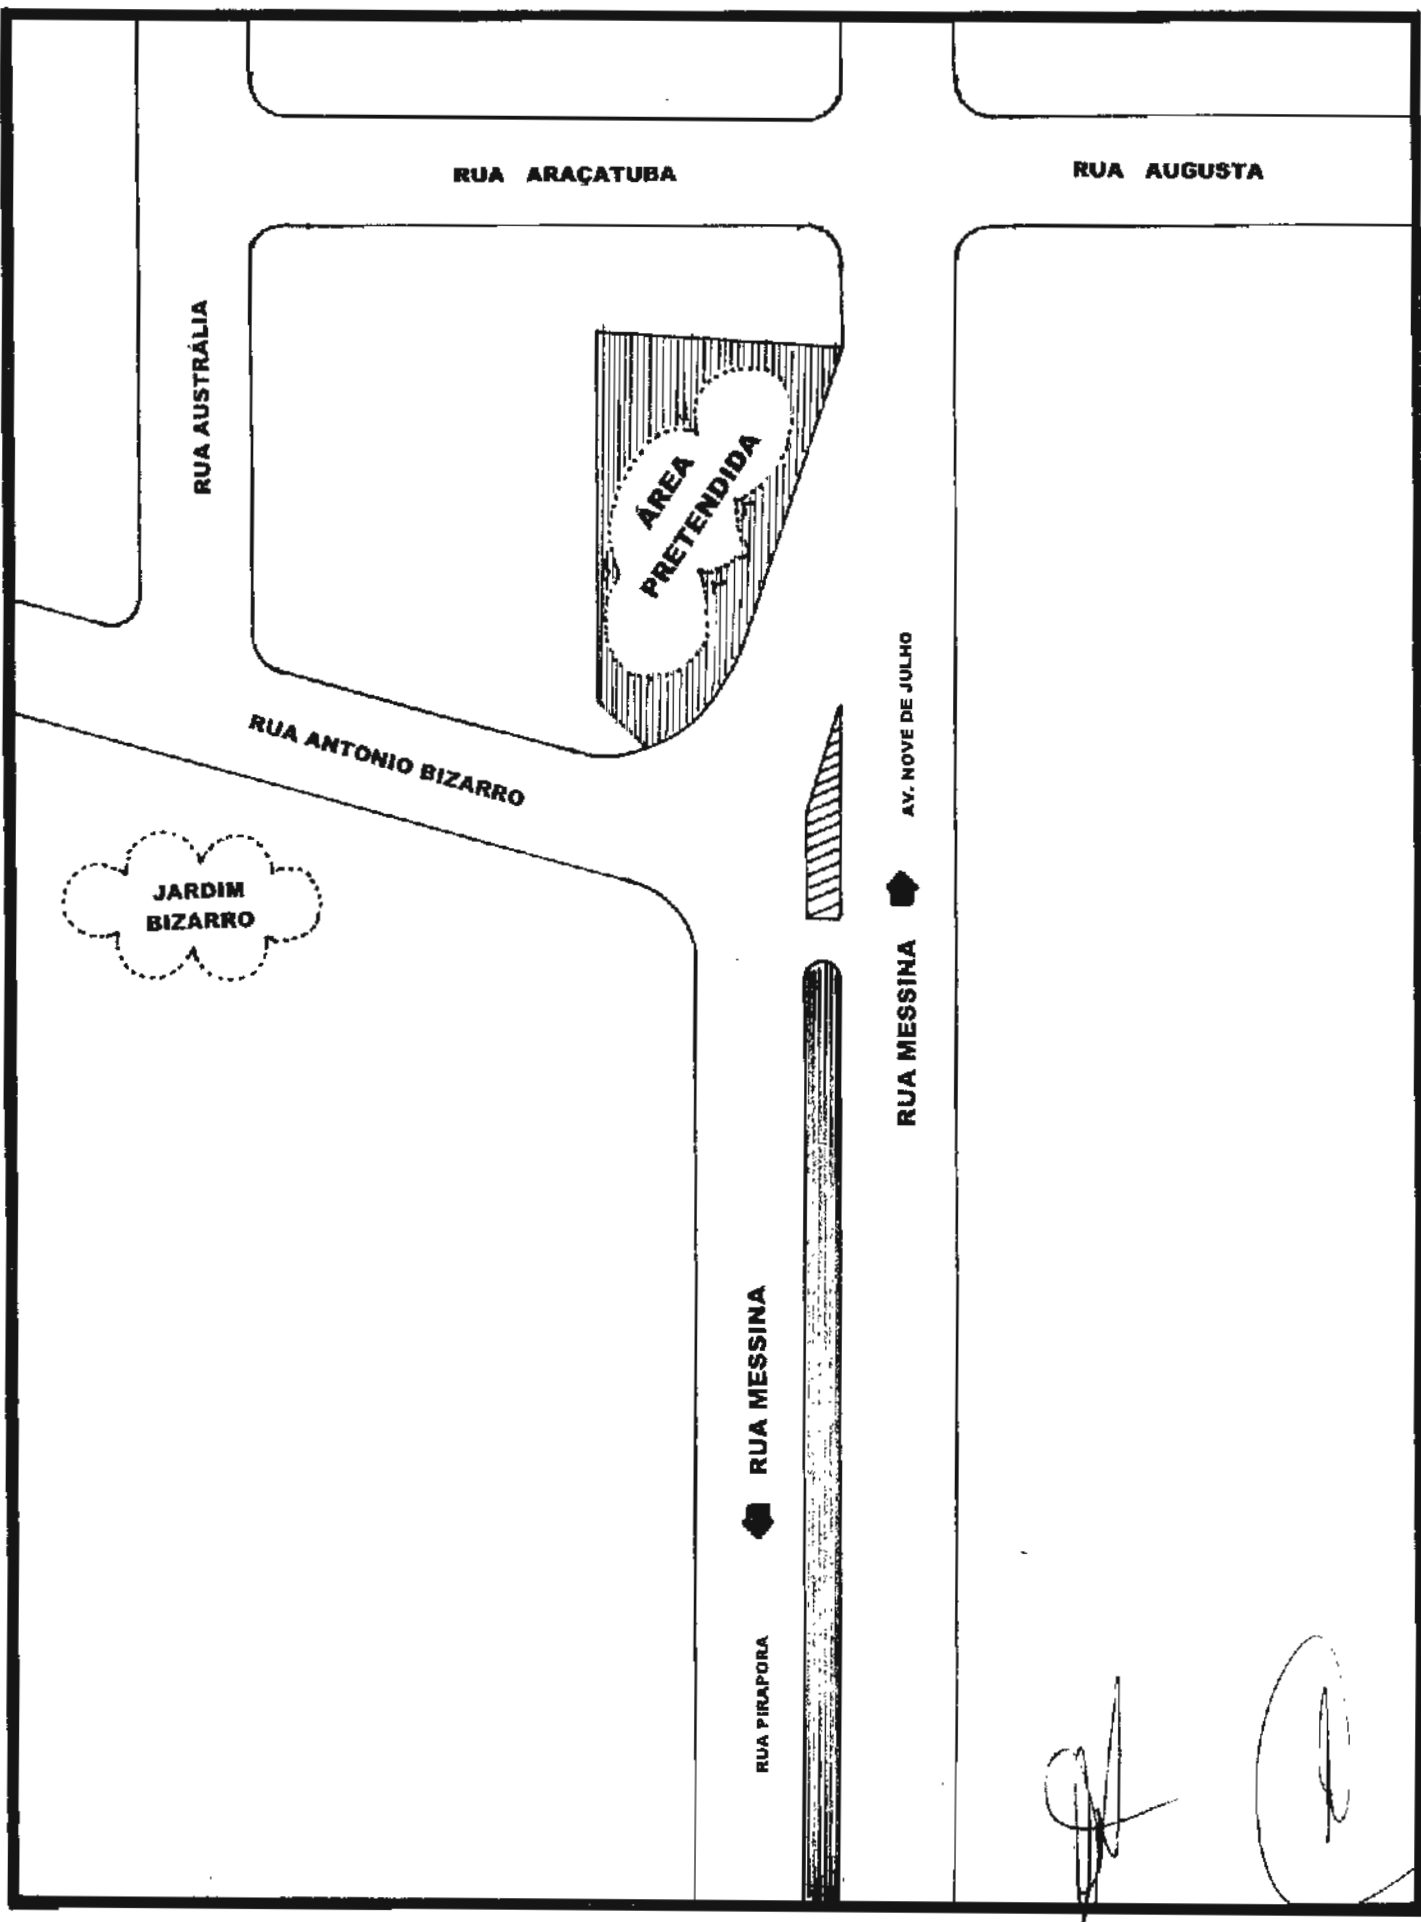 RUA ARAÇATUBA
RUA AUGUSTA
RUA AUSTRÁLIA
ÁREA
PRETENDIDA
AV. NOVE DE JULHO
RUA ANTONIO BIZARRO
JARDIM
BIZARRO
RUA MESSINA
RUA MESSINA
RUA PIRAPORA